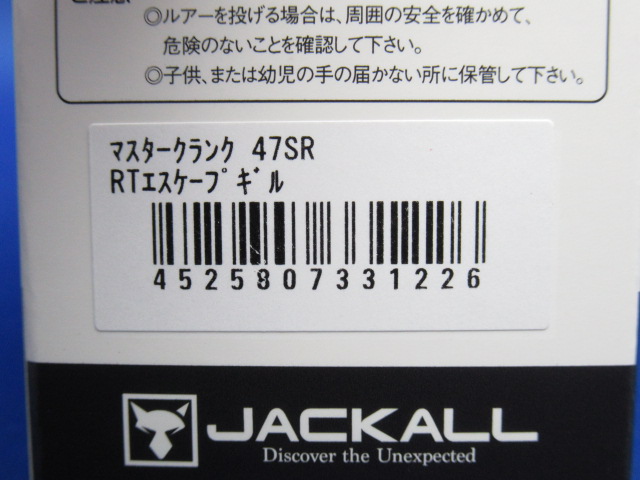 ◎ルアーを投げる場合は、周囲の安全を確かめて、
危険のないことを確認して下さい。
◎子供、または幼児の手の届かない所に保管して下さい。
ﾏｽﾀｰｸﾗﾝｸ 47SR
RTｴｽｹｰﾌﾟｷﾞﾙ
4525807331226
JACKALL
Discover the Unexpected